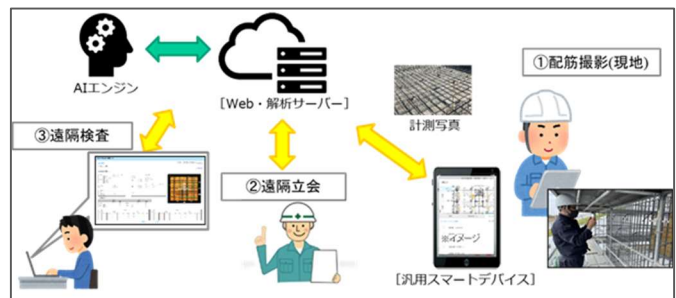 ①配筋撮影(現地)
AIエンジン
［Web・解析サーバー］
計測写真
③遠隔検査
②遠隔立会
※イメージ
［汎用スマートデバイス］